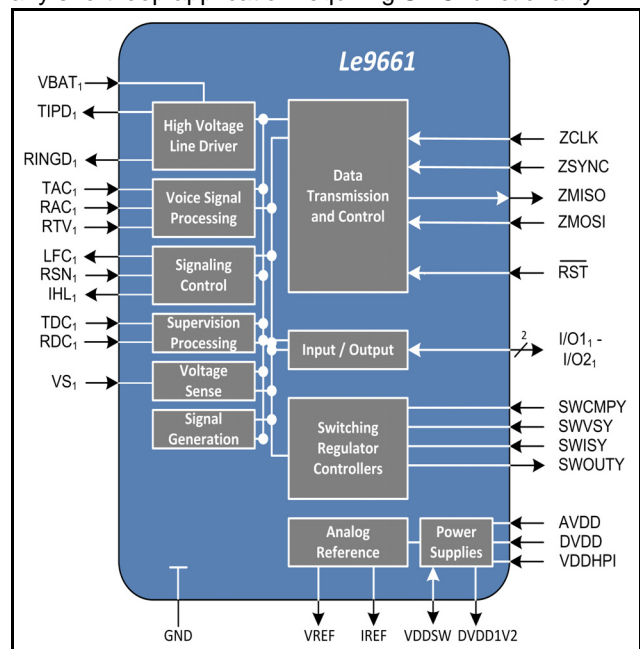 Le9661
VBAT₁
TIPD₁
RINGD₁
TAC₁
RAC₁
RTV₁
LFC₁
RSN₁
IHL₁
TDC₁
RDC₁
VS₁
High Voltage
Line Driver
Voice Signal
Processing
Signaling
Control
Supervision
Processing
Voltage
Sense
Signal
Generation
Data
Transmission
and Control
Input / Output
Switching
Regulator
Controllers
Analog
Reference
Power
Supplies
ZCLK
ZSYNC
ZMISO
ZMOSI
RST
2
I/O1₁ -
I/O2₁
SWCMPY
SWVSY
SWISY
SWOUTY
AVDD
DVDD
VDDHPI
GND
VREF
IREF
VDDSW
DVDD1V2